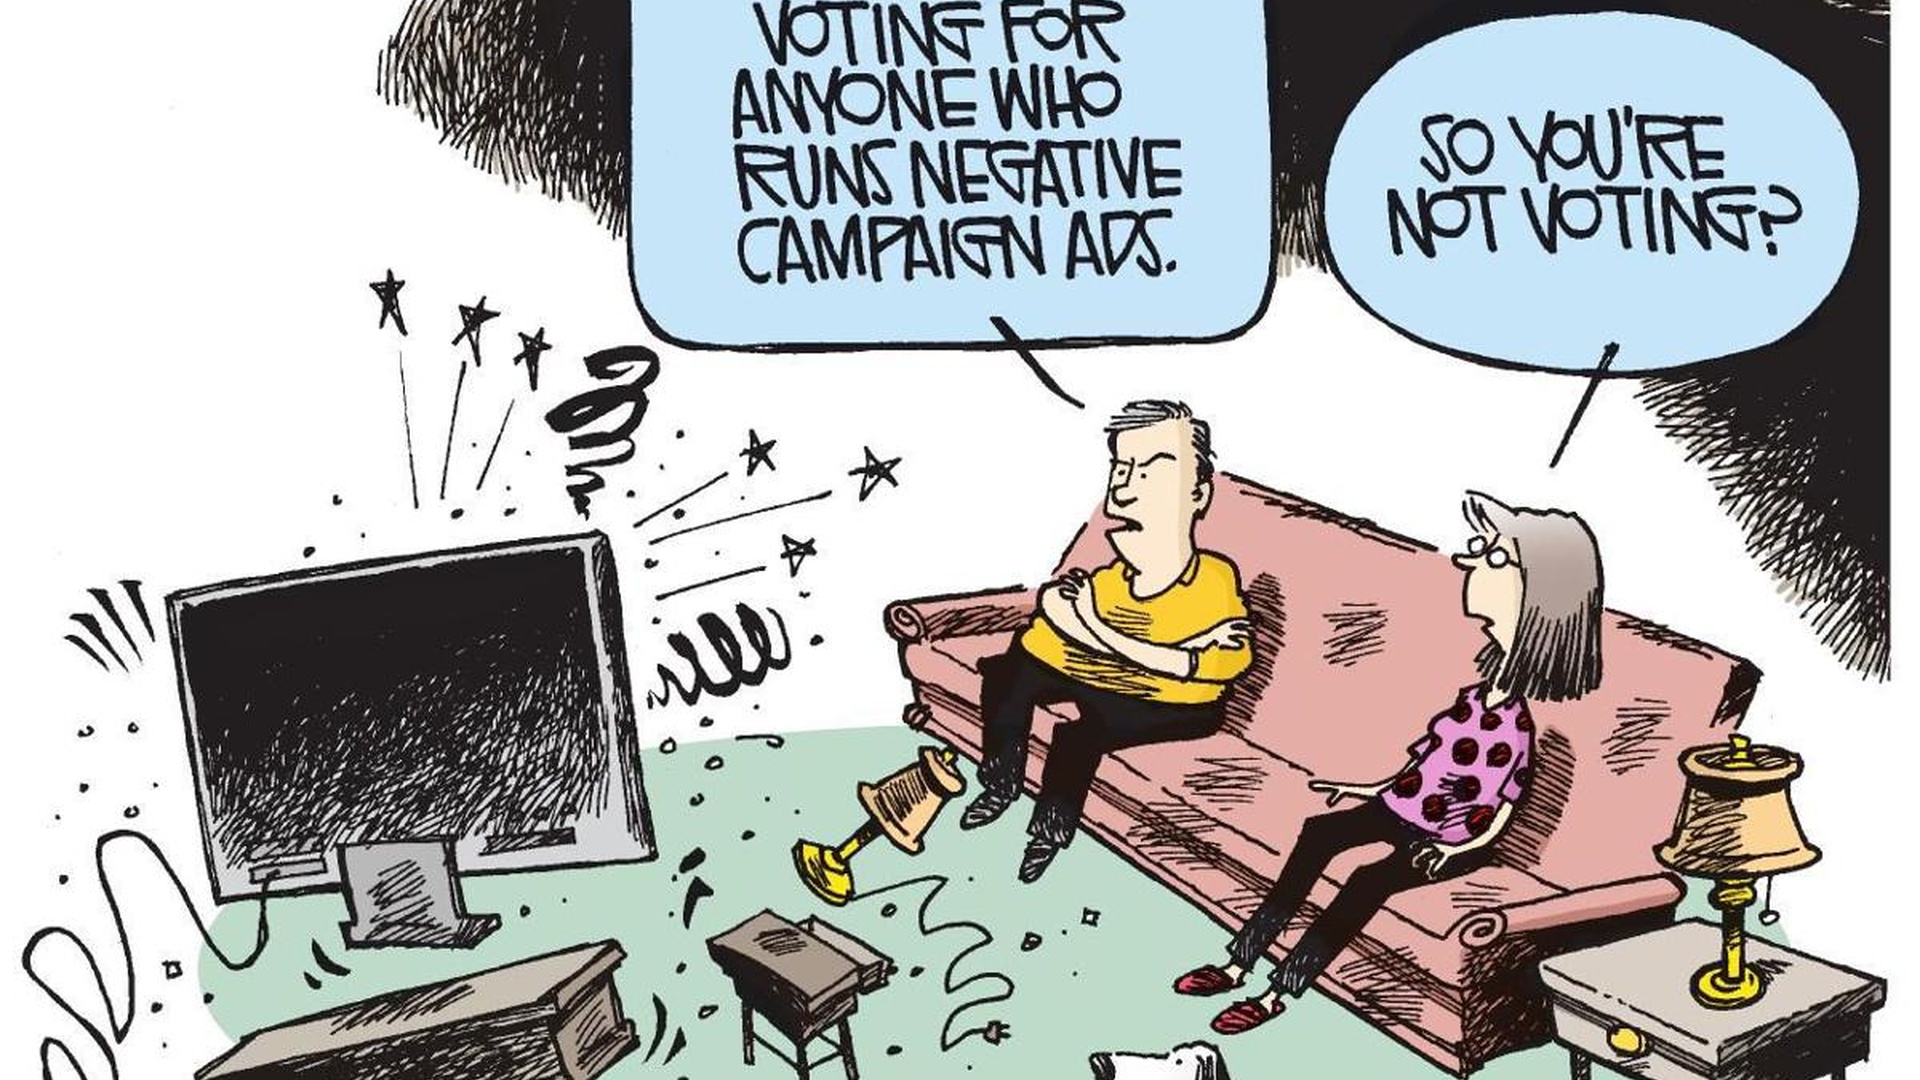 VOTING FOR
ANYONE WHO
RUNS NEGATIVE
CAMPAIGN ADS.
SO YOU'RE
NOT VOTING?